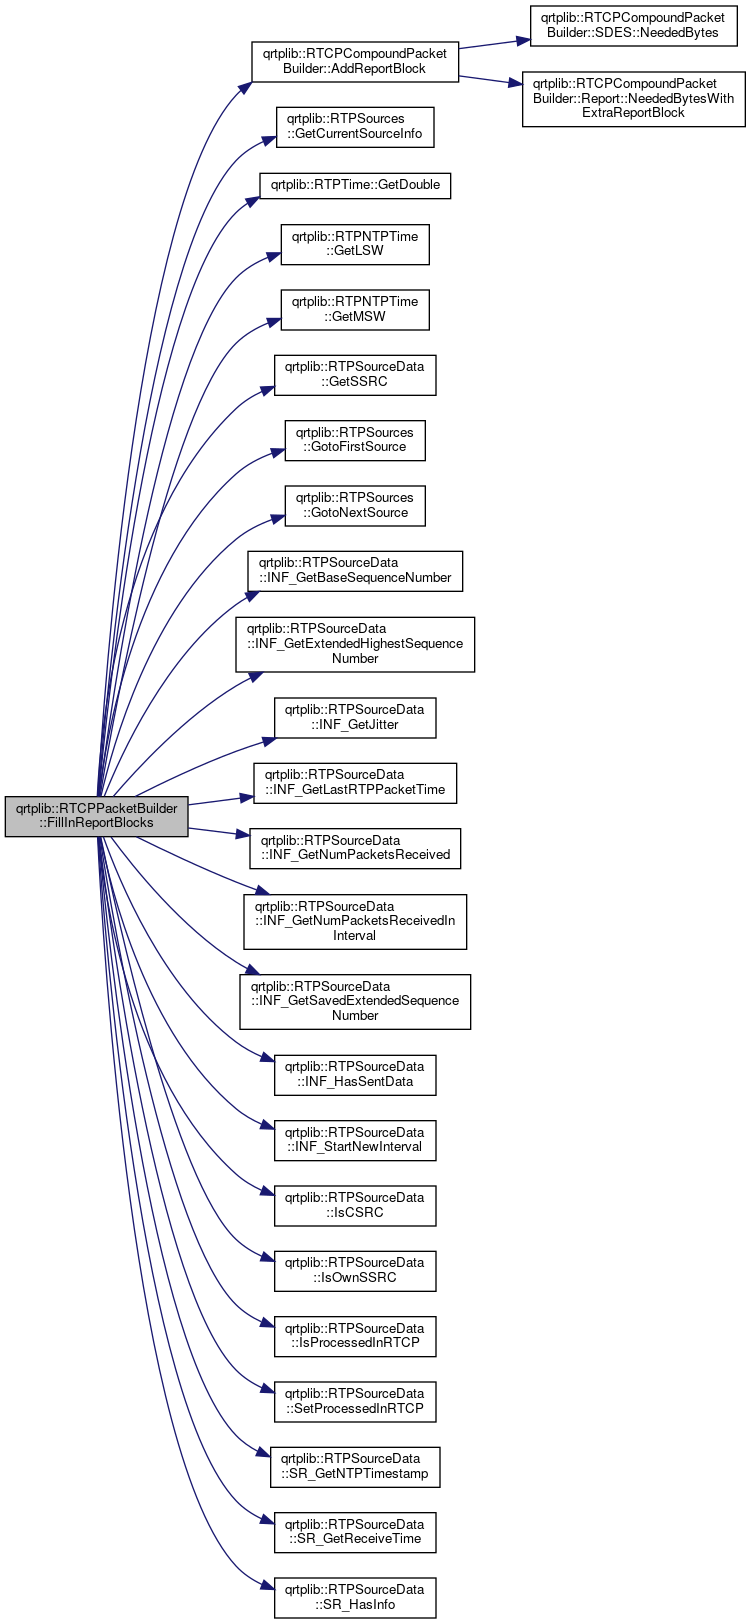 qrtplib::RTCPCompoundPacket
Builder::SDES::NeededBytes
qrtplib::RTCPCompoundPacket
Builder::AddReportBlock
qrtplib::RTCPCompoundPacket
Builder::Report::NeededBytesWith
ExtraReportBlock
qrtplib::RTPSources
::GetCurrentSourceInfo
qrtplib::RTPTime::GetDouble
qrtplib::RTPNTPTime
::GetLSW
qrtplib::RTPNTPTime
::GetMSW
qrtplib::RTPSourceData
::GetSSRC
qrtplib::RTPSources
::GotoFirstSource
qrtplib::RTPSources
::GotoNextSource
qrtplib::RTPSourceData
::INF_GetBaseSequenceNumber
qrtplib::RTPSourceData
::INF_GetExtendedHighestSequence
Number
qrtplib::RTPSourceData
::INF_GetJitter
qrtplib::RTPSourceData
::INF_GetLastRTPPacketTime
qrtplib::RTCPPacketBuilder
::FillInReportBlocks
qrtplib::RTPSourceData
::INF_GetNumPacketsReceived
qrtplib::RTPSourceData
::INF_GetNumPacketsReceivedIn
Interval
qrtplib::RTPSourceData
::INF_GetSavedExtendedSequence
Number
qrtplib::RTPSourceData
::INF_HasSentData
qrtplib::RTPSourceData
::INF_StartNewInterval
qrtplib::RTPSourceData
::IsCSRC
qrtplib::RTPSourceData
::IsOwnSSRC
qrtplib::RTPSourceData
::IsProcessedInRTCP
qrtplib::RTPSourceData
::SetProcessedInRTCP
qrtplib::RTPSourceData
::SR_GetNTPTimestamp
qrtplib::RTPSourceData
::SR_GetReceiveTime
qrtplib::RTPSourceData
::SR_HasInfo